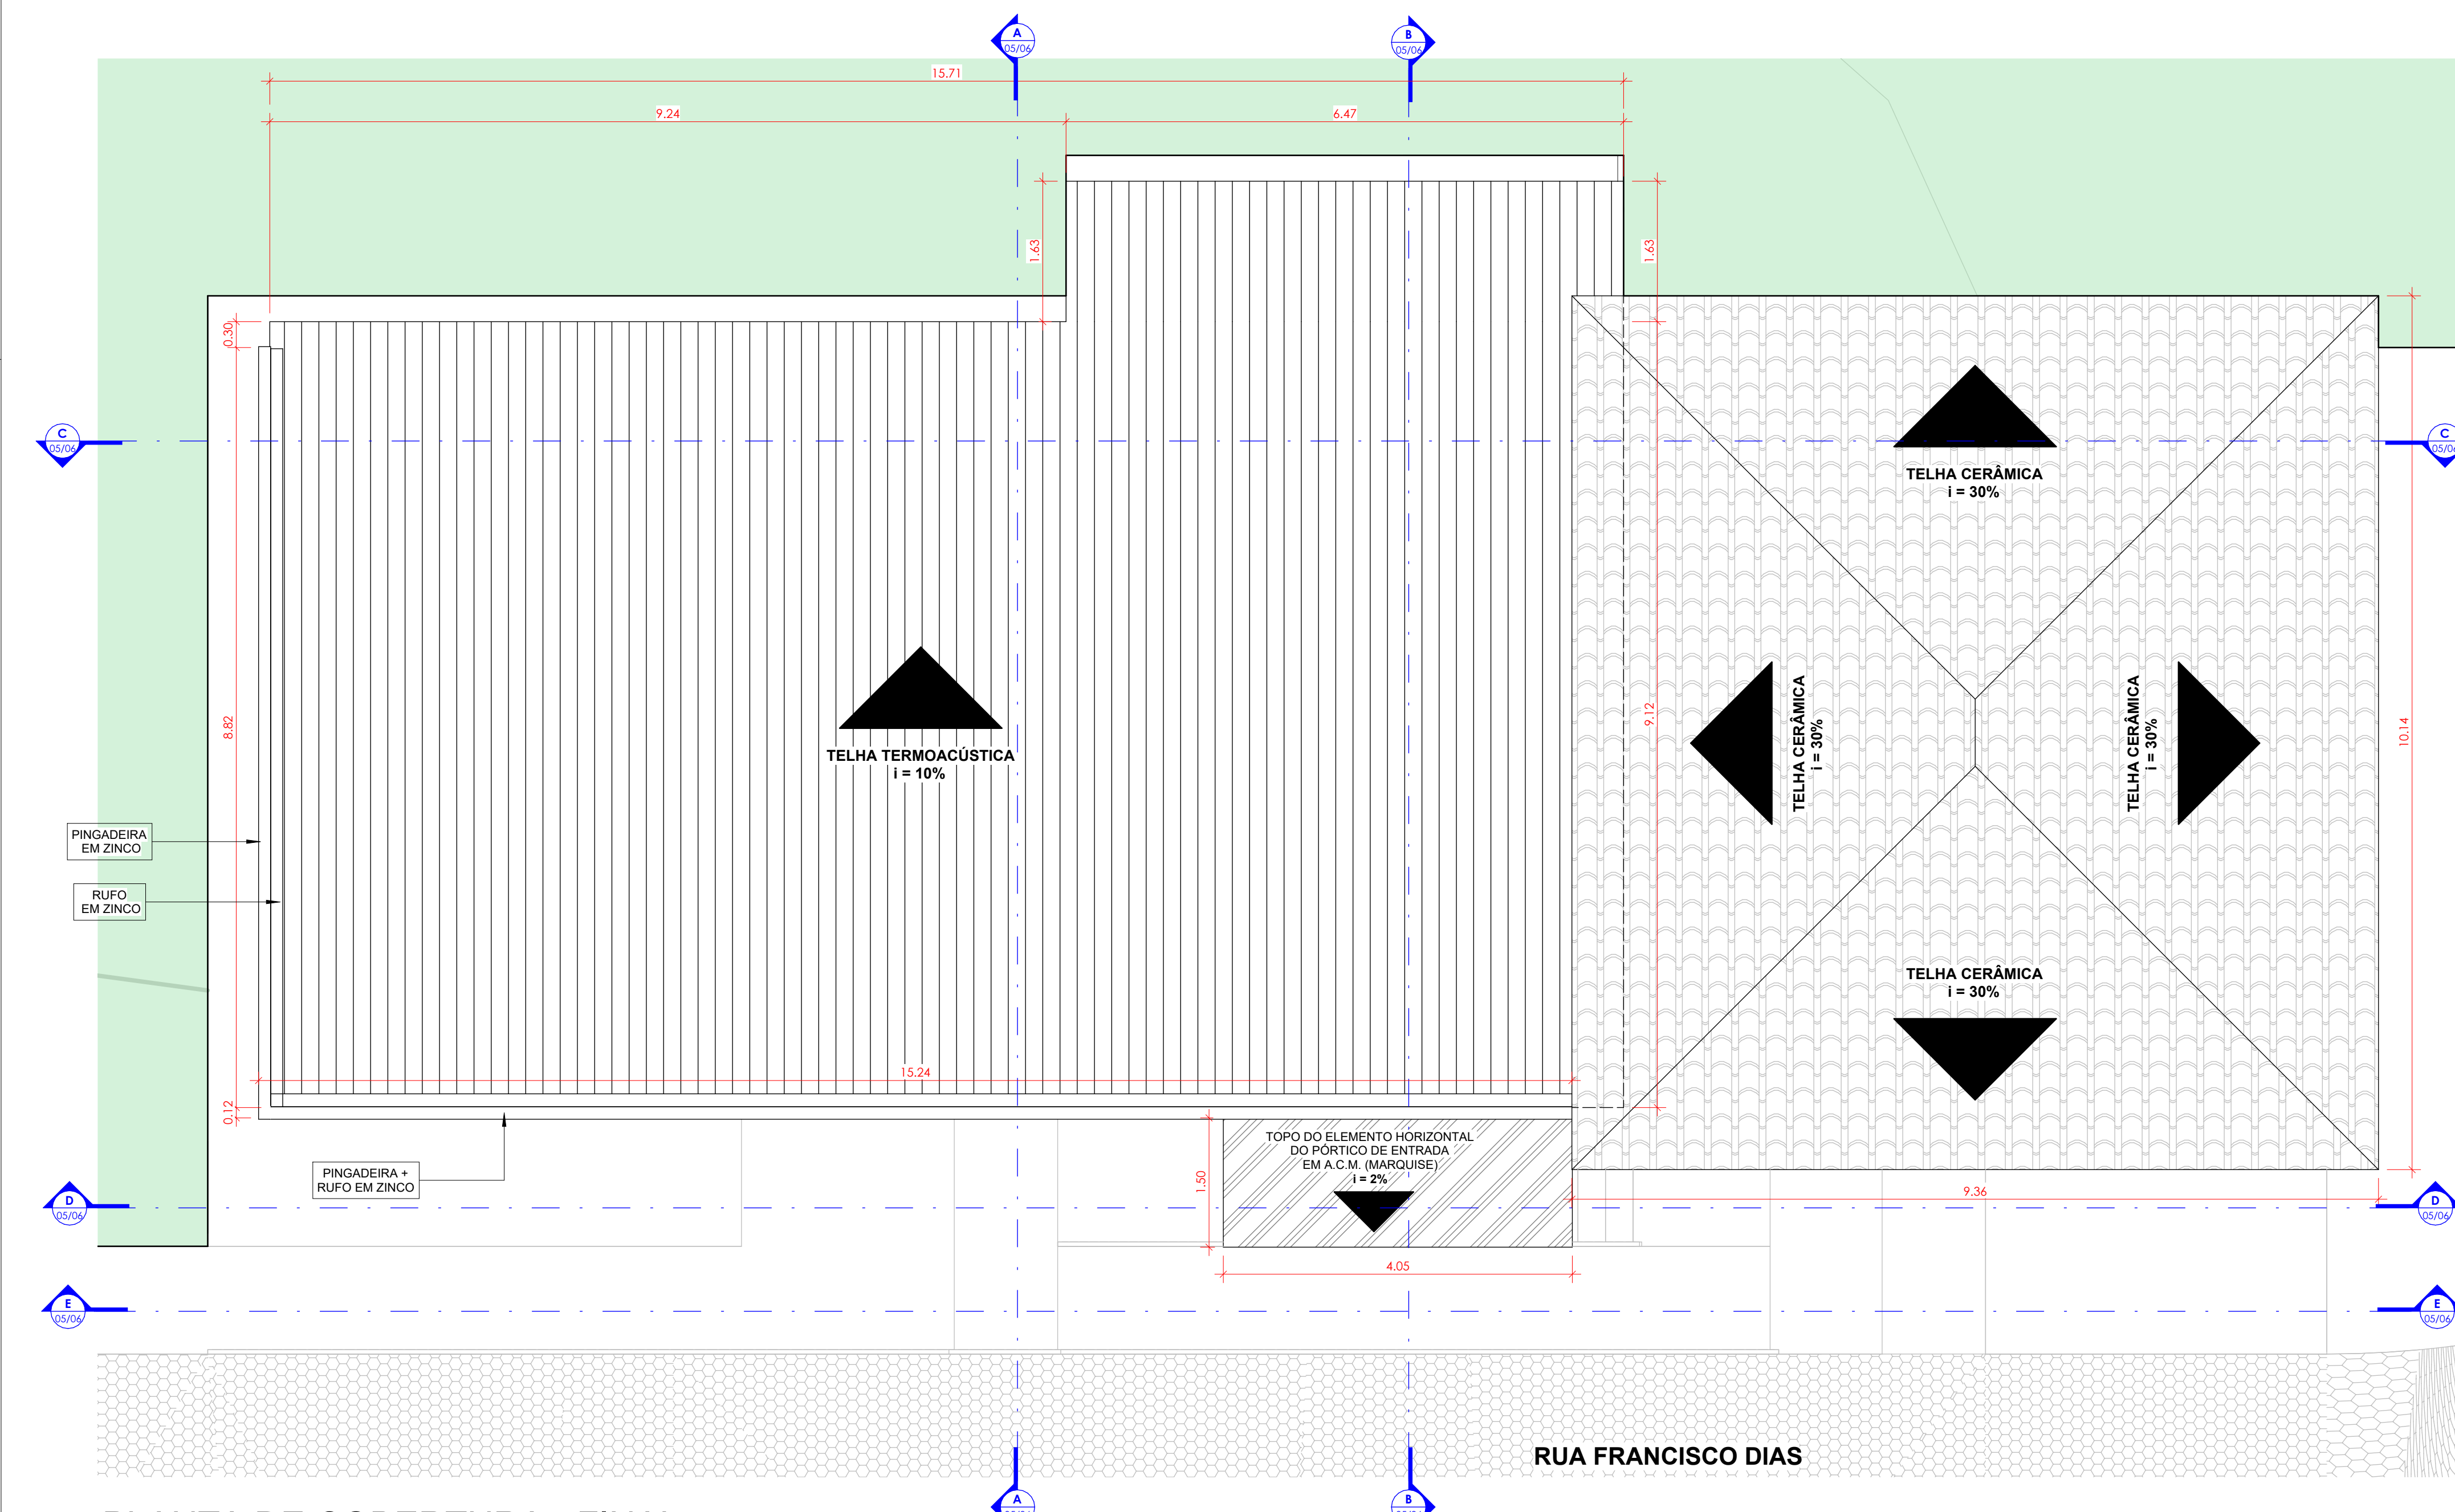 A
05/06
B
05/06
15.71
9.24
6.47
1.63
1.63
0.30
C
05/06
C
05/06
TELHA CERÂMICA
i = 30%
8.82
TELHA TERMOACÚSTICA
i = 10%
9.12
TELHA CERÂMICA
i = 30%
TELHA CERÂMICA
i = 30%
10.14
PINGADEIRA
EM ZINCO
RUFO
EM ZINCO
TELHA CERÂMICA
i = 30%
15.24
0.12
PINGADEIRA +
RUFO EM ZINCO
TOPO DO ELEMENTO HORIZONTAL
DO PÓRTICO DE ENTRADA
EM A.C.M. (MARQUISE)
i = 2%
1.50
9.36
D
05/06
D
05/06
4.05
E
05/06
E
05/06
RUA FRANCISCO DIAS
A
B